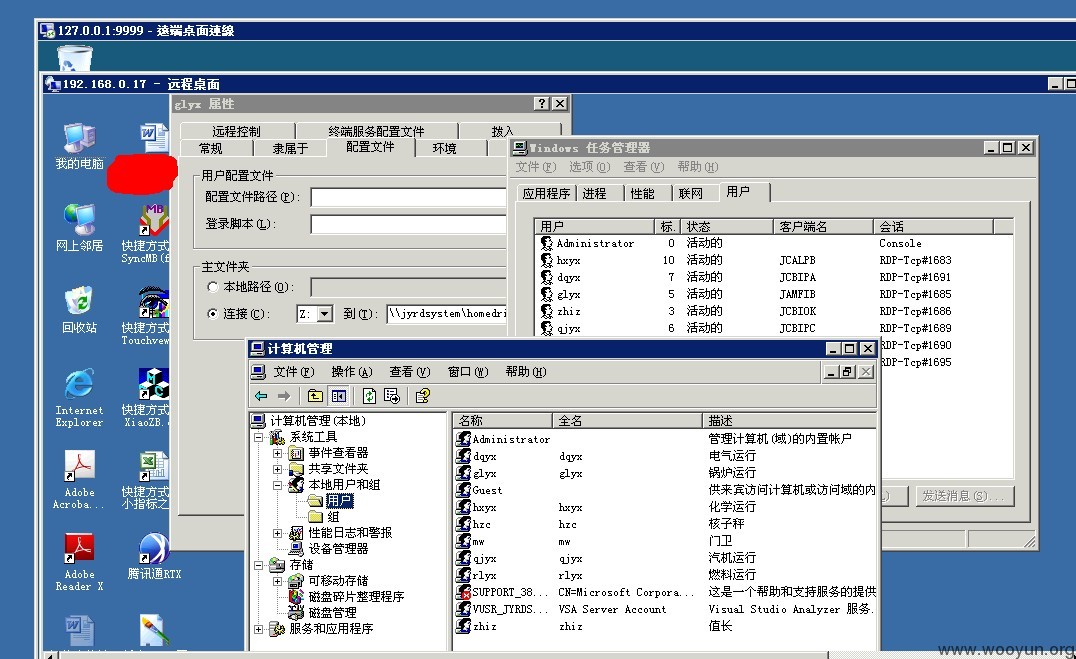 127.0.0.1:9999 - 遠端桌面連線
192.168.0.17 - 远程桌面
我的电脑
网上邻居
快捷方式
SyncMB(f
回收站
快捷方式
Touchvew
Internet
Explorer
快捷方式
XiaoZB.
Adobe
Acroba...
快捷方式
小指标之
Adobe
Reader X
腾讯通RTX
glyx 属性
远程控制
终端服务配置文件
拨入
常规
隶属于
配置文件
环境
用户配置文件
配置文件路径(P):
登录脚本(L):
主文件夹
本地路径(O):
连接(C):
Z:
到(T):
\\jyrdsystem\homedri
Windows 任务管理器
文件(F) 选项(O) 查看(V) 帮助(H)
应用程序 进程 性能 联网 用户
用户 标. 状态 客户端名 会话
Administrator 0 活动的 Console
hxyx 10 活动的 JCALPB RDP-Tcp#1683
dqyx 7 活动的 JCBIPA RDP-Tcp#1691
glyx 5 活动的 JAMFIB RDP-Tcp#1685
zhiz 3 活动的 JCBIOK RDP-Tcp#1686
qjyx 6 活动的 JCBIPC RDP-Tcp#1689
RDP-Tcp#1690
RDP-Tcp#1695
发送消息(S)...
计算机管理
文件(F) 操作(A) 查看(V) 窗口(W) 帮助(H)
计算机管理(本地)
系统工具
事件查看器
共享文件夹
本地用户和组
用户
组
性能日志和警报
设备管理器
存储
可移动存储
磁盘碎片整理程序
磁盘管理
服务和应用程序
名称 全名 描述
Administrator 管理计算机(域)的内置帐户
dqyx dqyx 电气运行
glyx glyx 锅炉运行
Guest 供来宾访问计算机或访问域的内
hxyx hxyx 化学运行
hzc hzc 核子秤
mw mw 门卫
qjyx qjyx 汽机运行
rlyx rlyx 燃料运行
SUPPORT_38... CN=Microsoft Corpora... 这是一个帮助和支持服务的提供
VUSR_JYRDS... VSA Server Account Visual Studio Analyzer 服务.
zhiz zhiz 值长
www.wooyun.org